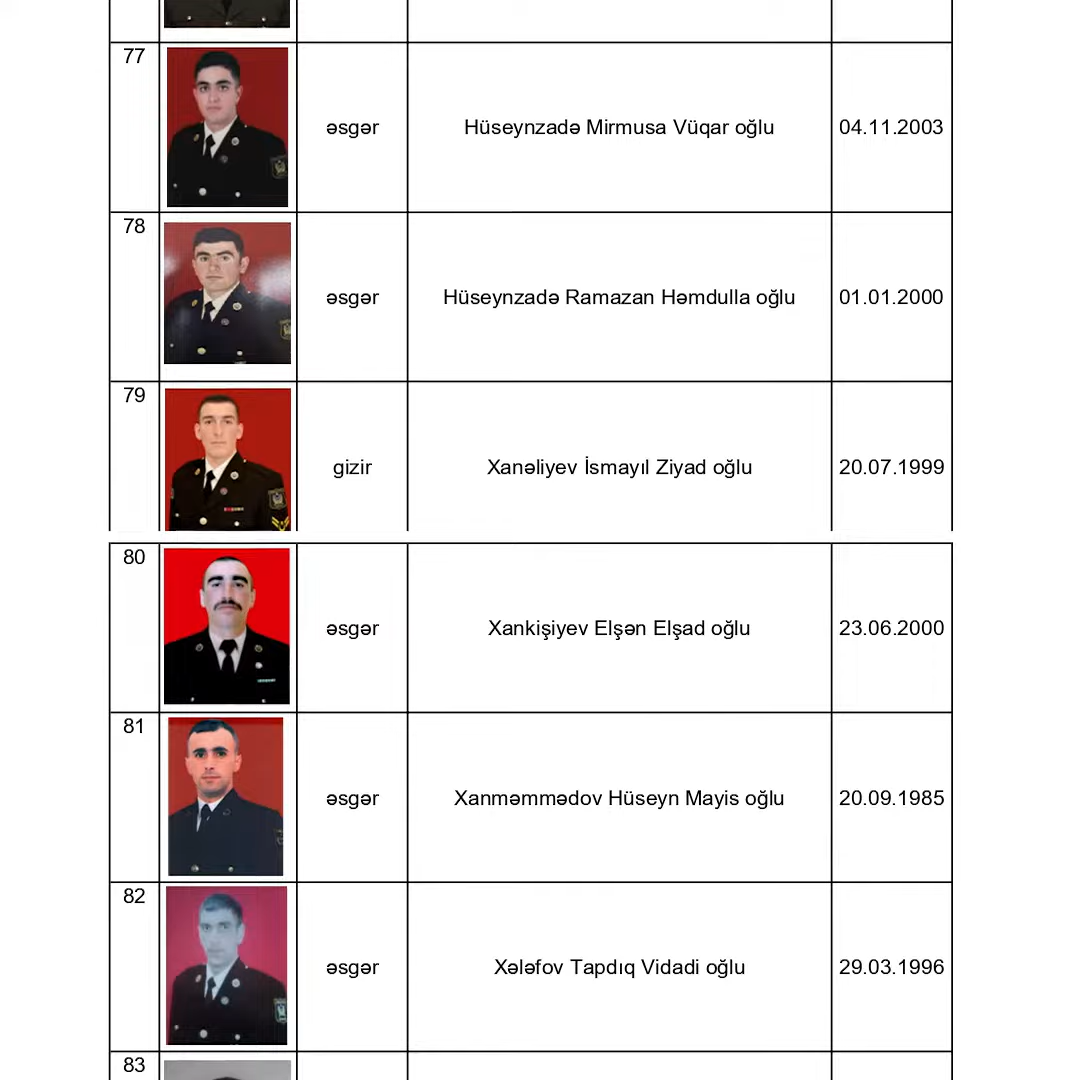 77
əsgər Hüseynzadə Mirmusa Vüqar oğlu 04.11.2003
78
əsgər Hüseynzadə Ramazan Həmdulla oğlu 01.01.2000
79
gizir Xanəliyev İsmayıl Ziyad oğlu 20.07.1999
80
əsgər Xankişiyev Elşən Elşad oğlu 23.06.2000
81
əsgər Xanməmmədov Hüseyn Mayis oğlu 20.09.1985
82
əsgər Xələfov Tapdıq Vidadi oğlu 29.03.1996
83